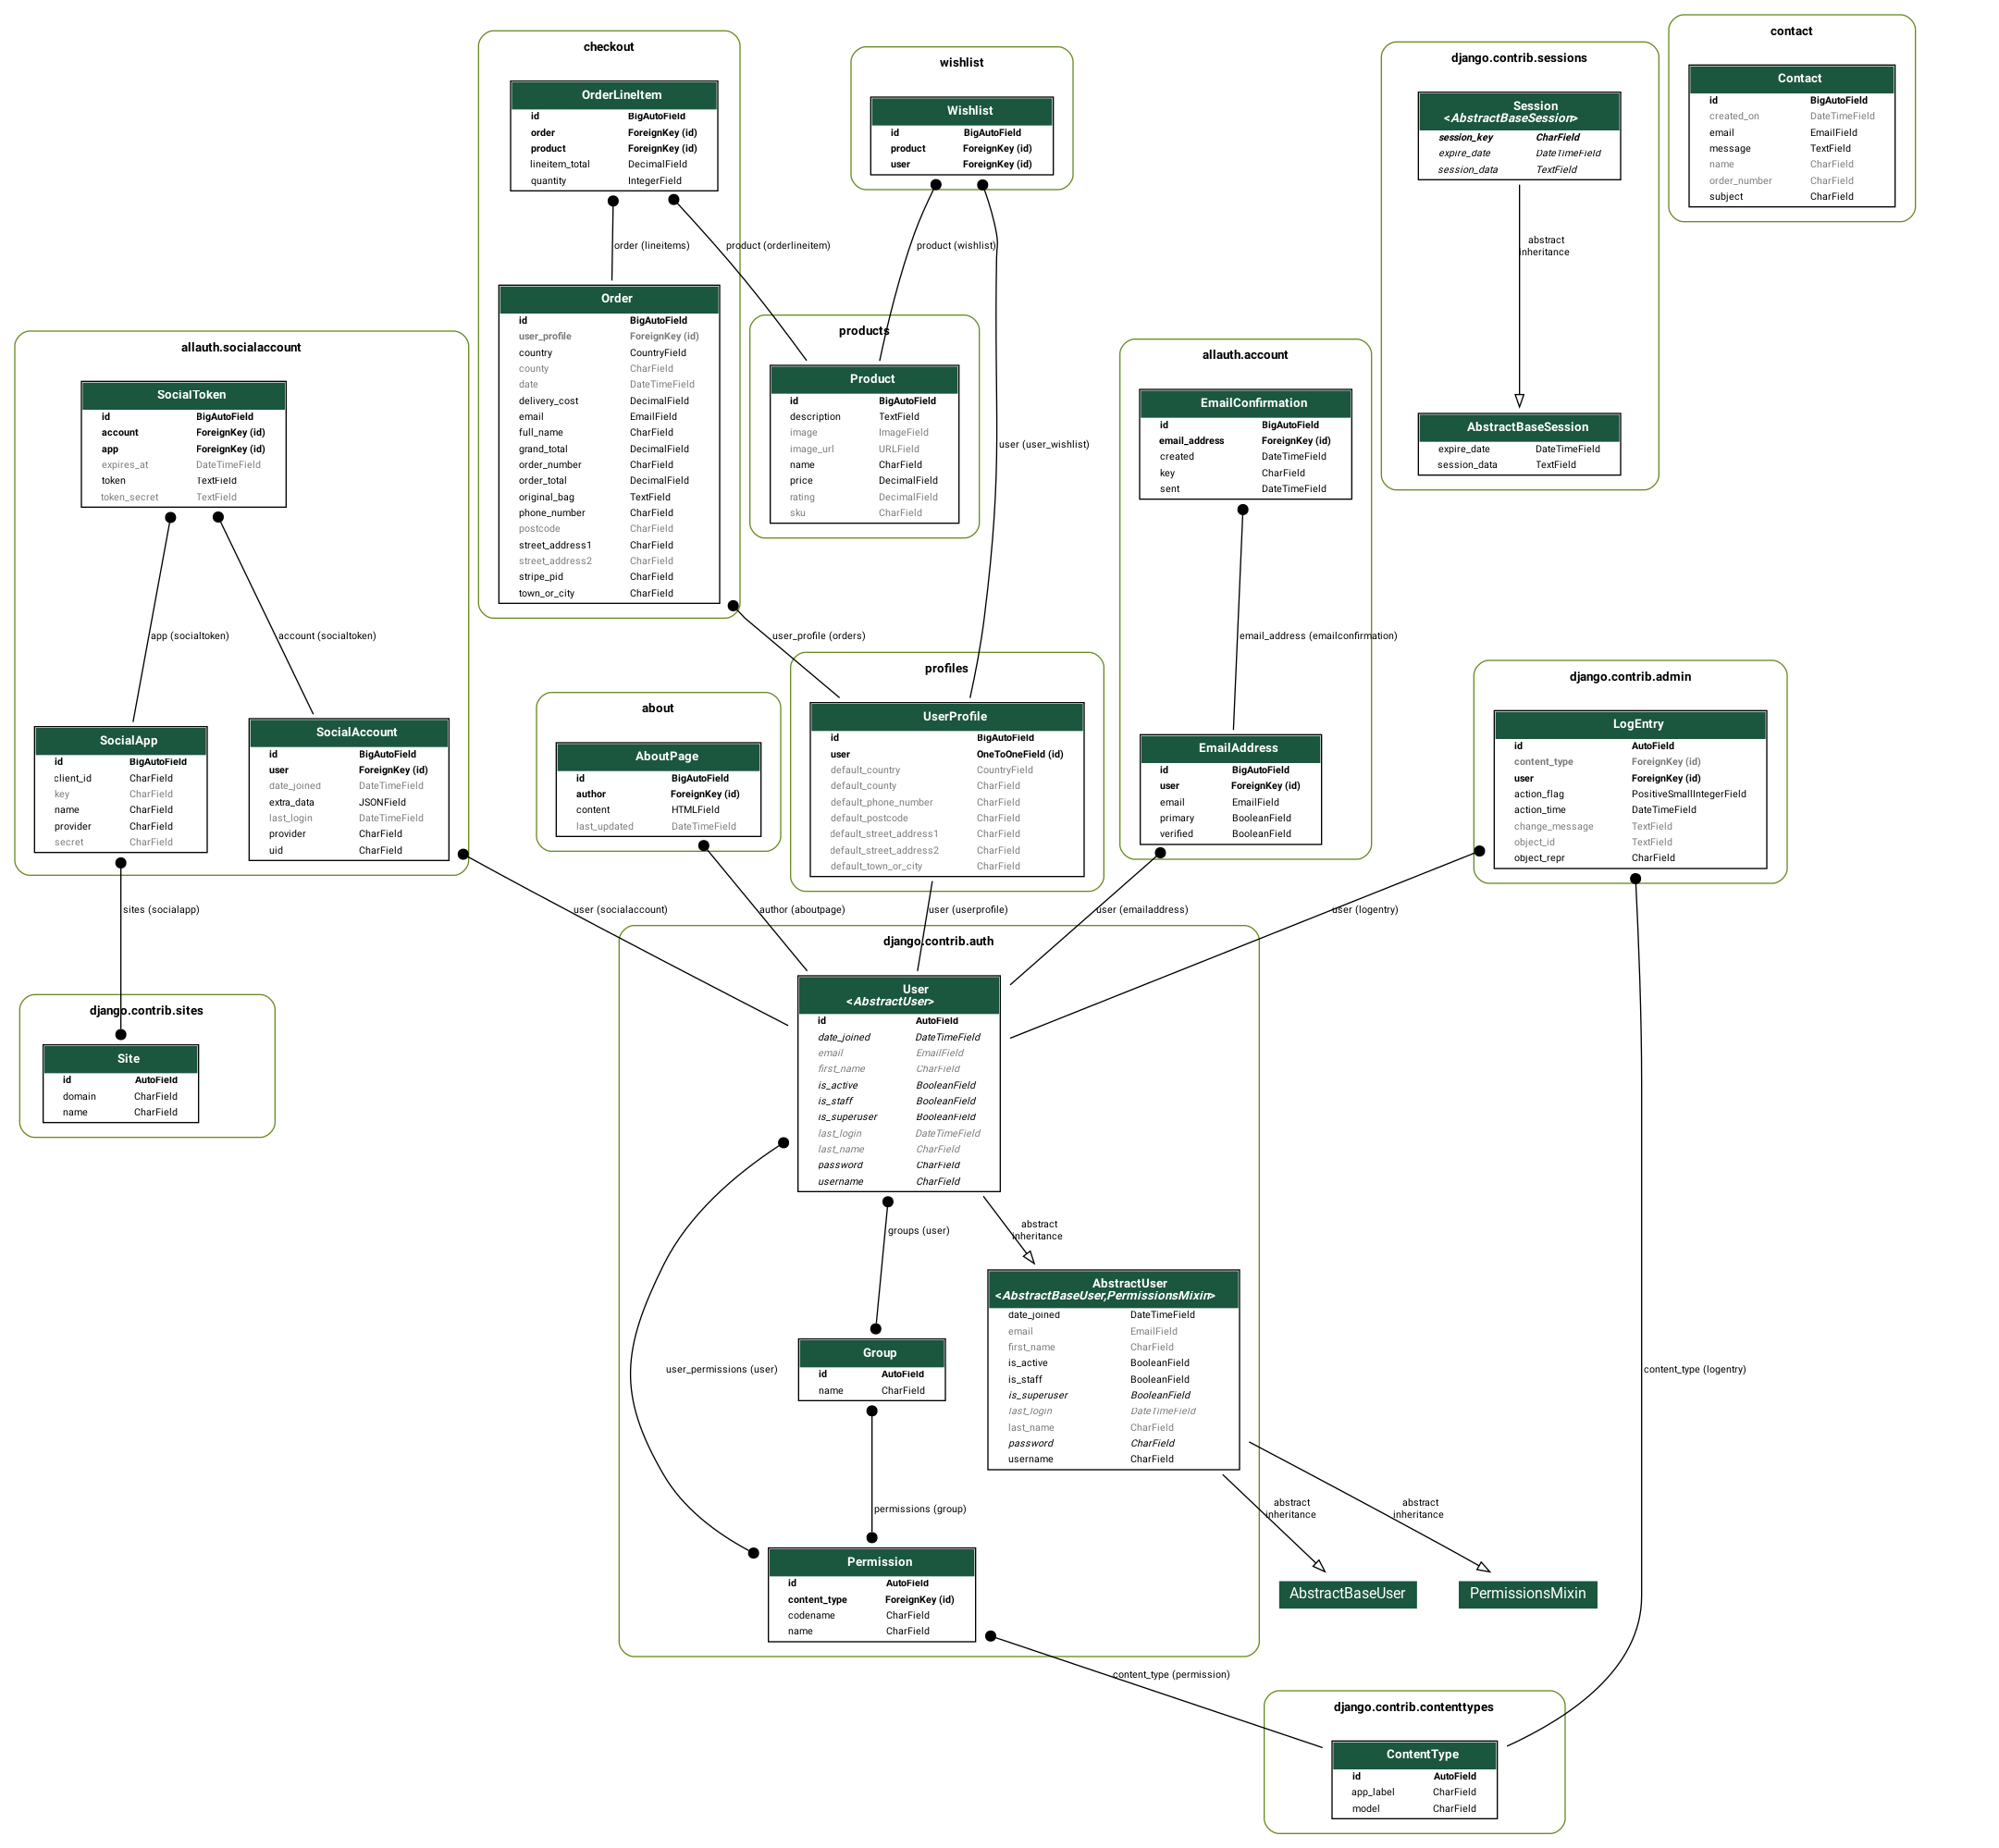 checkout
OrderLineItem
id BigAutoField
order ForeignKey (id)
product ForeignKey (id)
lineitem_total DecimalField
quantity IntegerField
order (lineitems)
product (orderlineitem)
Order
id BigAutoField
user_profile ForeignKey (id)
country CountryField
county CharField
date DateTimeField
delivery_cost DecimalField
email EmailField
full_name CharField
grand_total DecimalField
order_number CharField
order_total DecimalField
original_bag TextField
phone_number CharField
postcode CharField
street_address1 CharField
street_address2 CharField
stripe_pid CharField
town_or_city CharField
user_profile (orders)
wishlist
Wishlist
id BigAutoField
product ForeignKey (id)
user ForeignKey (id)
product (wishlist)
user (user_wishlist)
products
Product
id BigAutoField
description TextField
image ImageField
image_url URLField
name CharField
price DecimalField
rating DecimalField
sku CharField
django.contrib.sessions
Session
<AbstractBaseSession>
session_key CharField
expire_date DateTimeField
session_data TextField
abstract
inheritance
AbstractBaseSession
expire_date DateTimeField
session_data TextField
contact
Contact
id BigAutoField
created_on DateTimeField
email EmailField
message TextField
name CharField
order_number CharField
subject CharField
allauth.socialaccount
SocialToken
id BigAutoField
account ForeignKey (id)
app ForeignKey (id)
expires_at DateTimeField
token TextField
token_secret TextField
app (socialtoken)
account (socialtoken)
SocialApp
id BigAutoField
client_id CharField
key CharField
name CharField
provider CharField
secret CharField
SocialAccount
id BigAutoField
user ForeignKey (id)
date_joined DateTimeField
extra_data JSONField
last_login DateTimeField
provider CharField
uid CharField
sites (socialapp)
user (socialaccount)
allauth.account
EmailConfirmation
id BigAutoField
email_address ForeignKey (id)
created DateTimeField
key CharField
sent DateTimeField
email_address (emailconfirmation)
EmailAddress
id BigAutoField
user ForeignKey (id)
email EmailField
primary BooleanField
verified BooleanField
user (emailaddress)
about
AboutPage
id BigAutoField
author ForeignKey (id)
content HTMLField
last_updated DateTimeField
author (aboutpage)
profiles
UserProfile
id BigAutoField
user OneToOneField (id)
default_country CountryField
default_county CharField
default_phone_number CharField
default_postcode CharField
default_street_address1 CharField
default_street_address2 CharField
default_town_or_city CharField
user (userprofile)
django.contrib.admin
LogEntry
id AutoField
content_type ForeignKey (id)
user ForeignKey (id)
action_flag PositiveSmallIntegerField
action_time DateTimeField
change_message TextField
object_id TextField
object_repr CharField
user (logentry)
content_type (logentry)
django.contrib.sites
Site
id AutoField
domain CharField
name CharField
django.contrib.auth
User
<AbstractUser>
id AutoField
date_joined DateTimeField
email EmailField
first_name CharField
is_active BooleanField
is_staff BooleanField
is_superuser BooleanField
last_login DateTimeField
last_name CharField
password CharField
username CharField
groups (user)
abstract
inheritance
user_permissions (user)
AbstractUser
<AbstractBaseUser,PermissionsMixin>
date_joined DateTimeField
email EmailField
first_name CharField
is_active BooleanField
is_staff BooleanField
is_superuser BooleanField
last_login DateTimeField
last_name CharField
password CharField
username CharField
Group
id AutoField
name CharField
permissions (group)
Permission
id AutoField
content_type ForeignKey (id)
codename CharField
name CharField
abstract
inheritance
abstract
inheritance
AbstractBaseUser
PermissionsMixin
content_type (permission)
django.contrib.contenttypes
ContentType
id AutoField
app_label CharField
model CharField